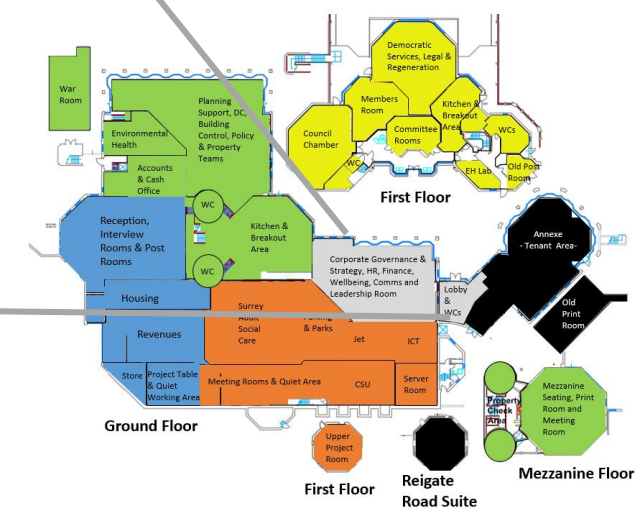 War
Room
Planning
Support, DC,
Building
Control, Policy
& Property
Teams
Environmental
Health
Accounts
& Cash
Office
WC
Kitchen &
Breakout
Area
WC
Reception,
Interview
Rooms & Post
Rooms
Housing
Revenues
Store
Project Table
& Quiet
Working Area
Surrey
Adult
Social
Care
Parking
& Parks
Jet
ICT
Meeting Rooms & Quiet Area
CSU
Server
Room
Corporate Governance &
Strategy, HR, Finance,
Wellbeing, Comms and
Leadership Room
Lobby
&
WCs
Annexe
- Tenant Area-
Old
Print
Room
Ground Floor
Democratic
Services, Legal &
Regeneration
Members
Room
Kitchen &
Breakout
Area
Council
Chamber
Committee
Rooms
WCs
WC
EH Lab
Old Post
Room
First Floor
Upper
Project
Room
First Floor
Reigate
Road Suite
Property
Check
Area
Mezzanine
Seating, Print
Room and
Meeting
Room
Mezzanine Floor